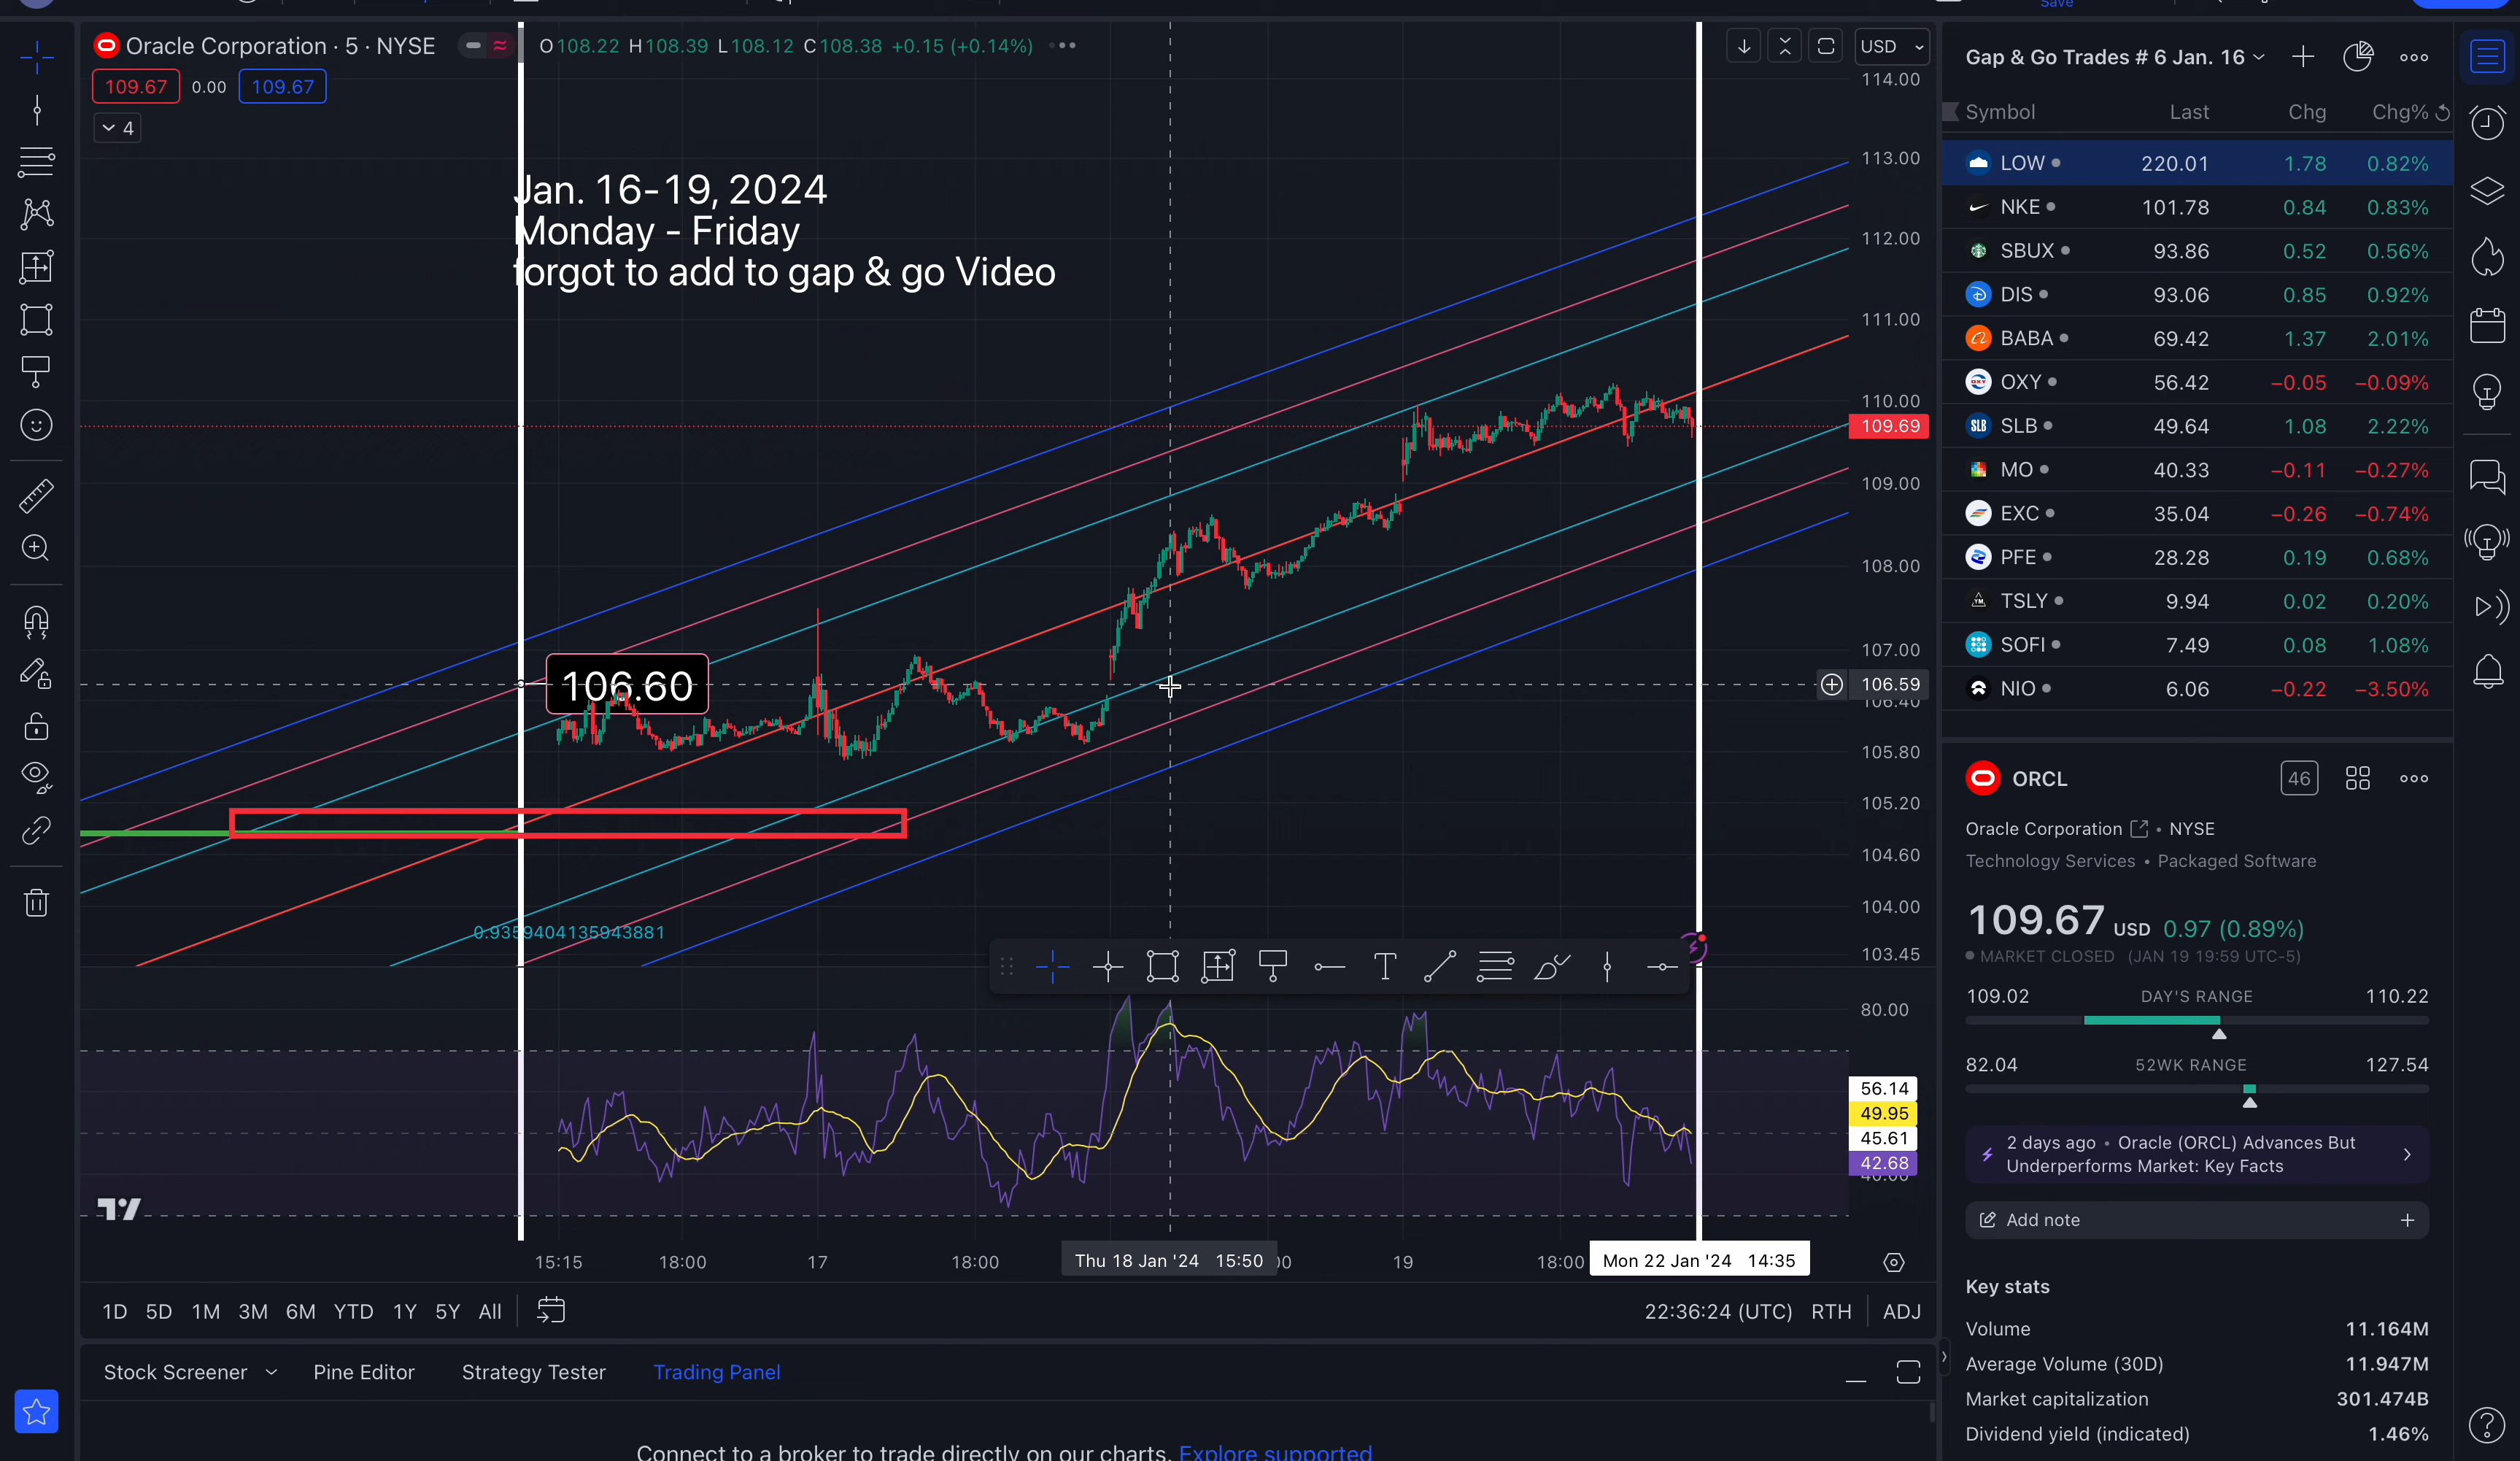 Save
Oracle Corporation · 5 · NYSE
O108.22 H108.39 L108.12 C108.38 +0.15 (+0.14%)
USD
109.67 0.00 109.67
4
Jan. 16-19, 2024
Monday - Friday
forgot to add to gap & go Video
106.60
0.9359404135943881
114.00
113.00
112.00
111.00
110.00
109.69
109.00
108.00
107.00
106.59
106.40
105.80
105.20
104.60
104.00
103.45
80.00
56.14
49.95
45.61
42.68
40.00
15:15 18:00 17 18:00 Thu 18 Jan '24 15:50 19 18:00 Mon 22 Jan '24 14:35
1D 5D 1M 3M 6M YTD 1Y 5Y All
22:36:24 (UTC) RTH ADJ
Stock Screener Pine Editor Strategy Tester Trading Panel
Connect to a broker to trade directly on our charts. Explore supported
Gap & Go Trades # 6 Jan. 16
Symbol Last Chg Chg%
LOW 220.01 1.78 0.82%
NKE 101.78 0.84 0.83%
SBUX 93.86 0.52 0.56%
DIS 93.06 0.85 0.92%
BABA 69.42 1.37 2.01%
OXY 56.42 −0.05 −0.09%
SLB 49.64 1.08 2.22%
MO 40.33 −0.11 −0.27%
EXC 35.04 −0.26 −0.74%
PFE 28.28 0.19 0.68%
TSLY 9.94 0.02 0.20%
SOFI 7.49 0.08 1.08%
NIO 6.06 −0.22 −3.50%
ORCL 46
Oracle Corporation • NYSE
Technology Services • Packaged Software
109.67 USD 0.97 (0.89%)
MARKET CLOSED (JAN 19 19:59 UTC-5)
109.02 DAY'S RANGE 110.22
82.04 52WK RANGE 127.54
2 days ago • Oracle (ORCL) Advances But
Underperforms Market: Key Facts
Add note
Key stats
Volume 11.164M
Average Volume (30D) 11.947M
Market capitalization 301.474B
Dividend yield (indicated) 1.46%